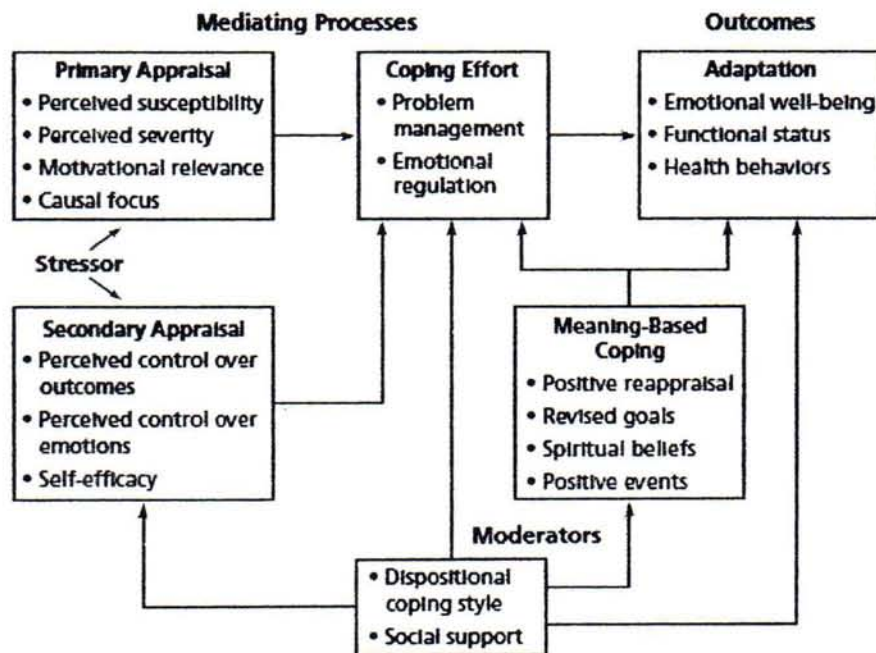 Mediating Processes
Outcomes
Primary Appraisal
• Perceived susceptibility
• Perceived severity
• Motivational relevance
• Causal focus
Coping Effort
• Problem
management
• Emotional
regulation
Adaptation
• Emotional well-being
• Functional status
• Health behaviors
Stressor
Secondary Appraisal
• Perceived control over
outcomes
• Perceived control over
emotions
• Self-efficacy
Meaning-Based
Coping
• Positive reappraisal
• Revised goals
• Spiritual beliefs
• Positive events
Moderators
• Dispositional
coping style
• Social support